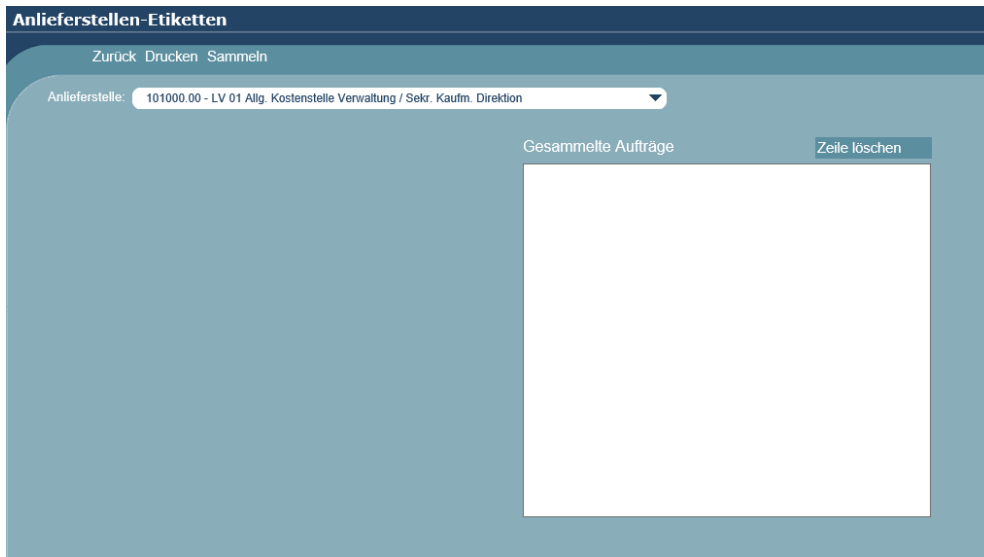 Anlieferstellen-Etiketten
Zurück Drucken Sammeln
Anlieferstelle: 101000.00 - LV 01 Allg. Kostenstelle Verwaltung / Sekr. Kaufm. Direktion
Gesammelte Aufträge Zeile löschen